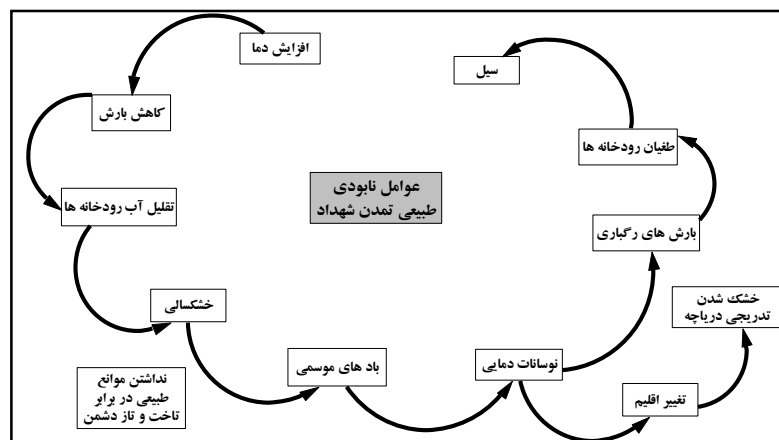 افزایش دما
سیل
کاهش بارش
طغیان رودخانه ها
عوامل نابودی
طبیعی تمدن شهداد
تقلیل آب رودخانه ها
بارش های رگباری
خشکسالی
خشک شدن
تدریجی دریاچه
باد های موسمی
نوسانات دمایی
نداشتن موانع
طبیعی در برابر
تاخت و تاز دشمن
تغییر اقلیم